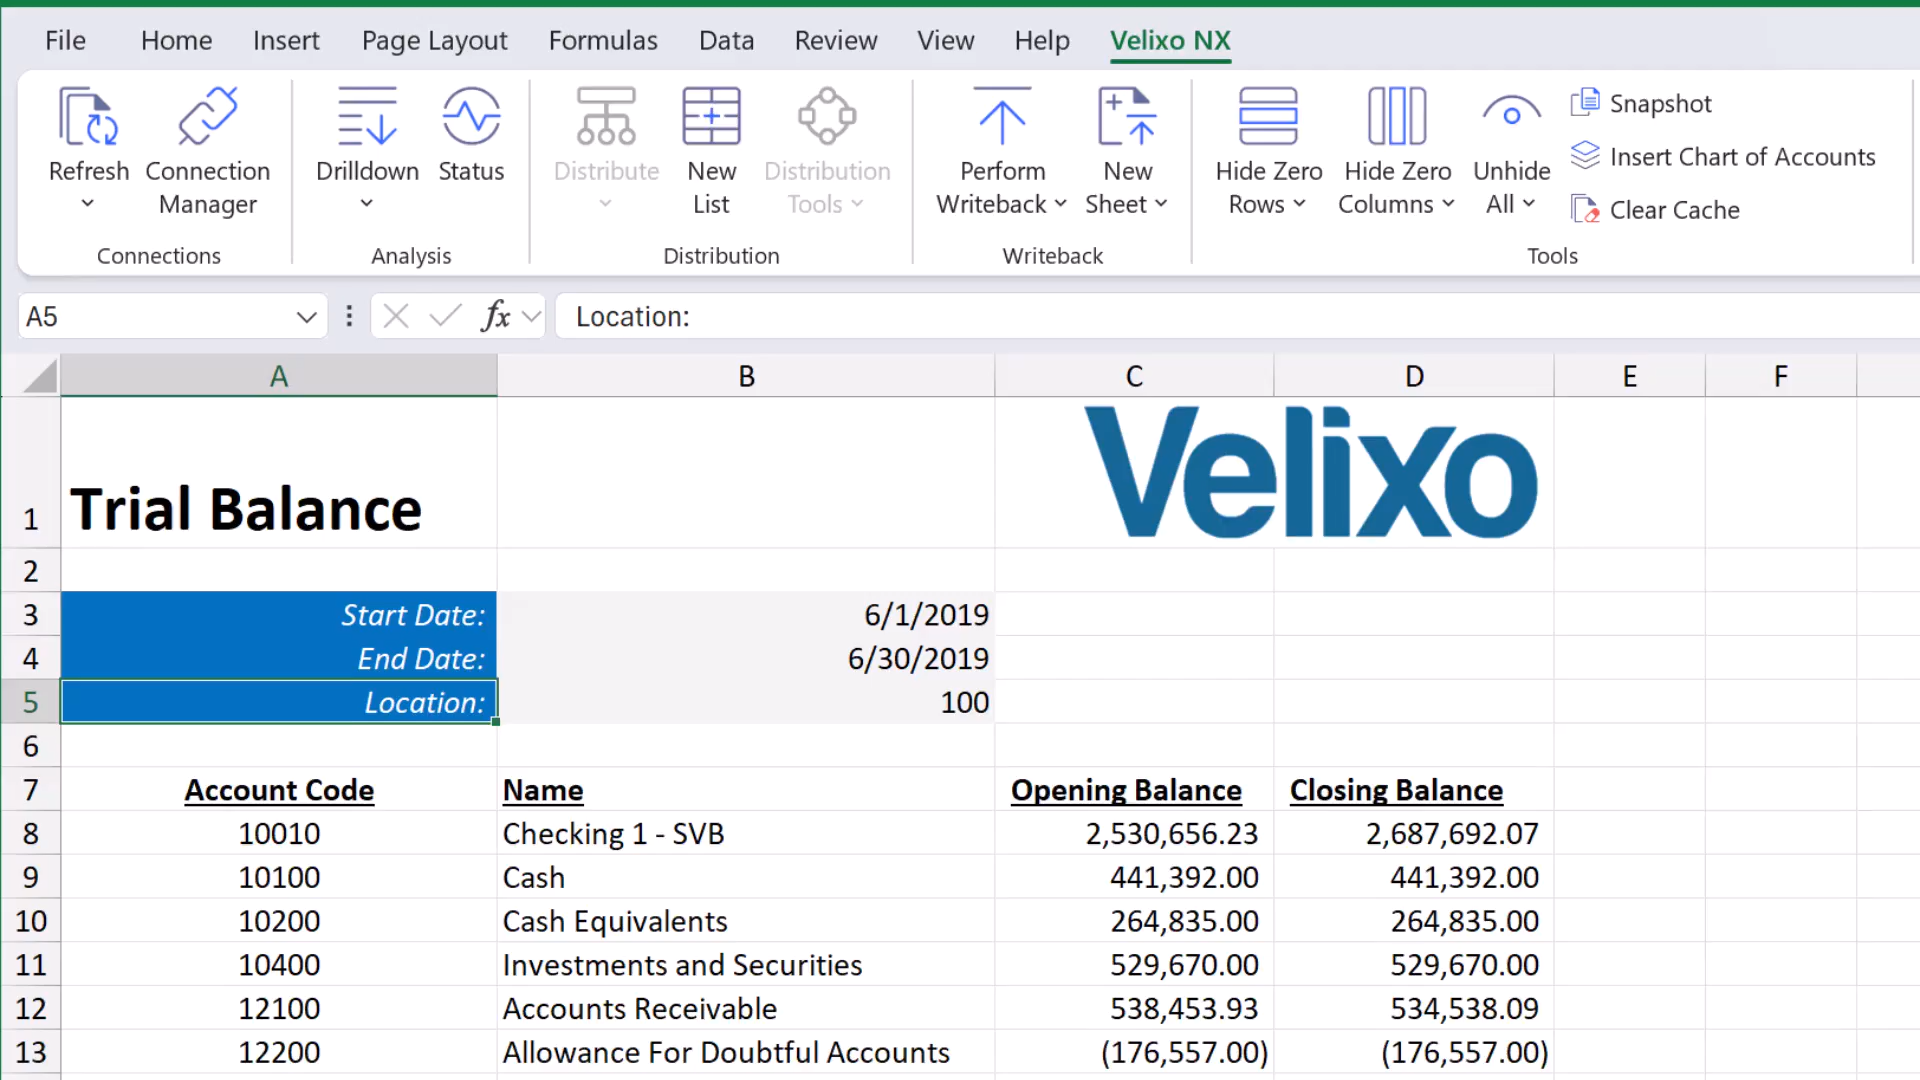 File Home Insert Page Layout Formulas Data Review View Help Velixo NX
Refresh
Connection Manager
Connections
Drilldown
Status
Analysis
Distribute
New List
Distribution Tools
Distribution
Perform Writeback
New Sheet
Writeback
Hide Zero Rows
Hide Zero Columns
Unhide All
Snapshot
Insert Chart of Accounts
Clear Cache
Tools
A5 fx Location:
A B C D E F
1 Trial Balance Velixo
2
3 Start Date: 6/1/2019
4 End Date: 6/30/2019
5 Location: 100
6
7 Account Code Name Opening Balance Closing Balance
8 10010 Checking 1 - SVB 2,530,656.23 2,687,692.07
9 10100 Cash 441,392.00 441,392.00
10 10200 Cash Equivalents 264,835.00 264,835.00
11 10400 Investments and Securities 529,670.00 529,670.00
12 12100 Accounts Receivable 538,453.93 534,538.09
13 12200 Allowance For Doubtful Accounts (176,557.00) (176,557.00)